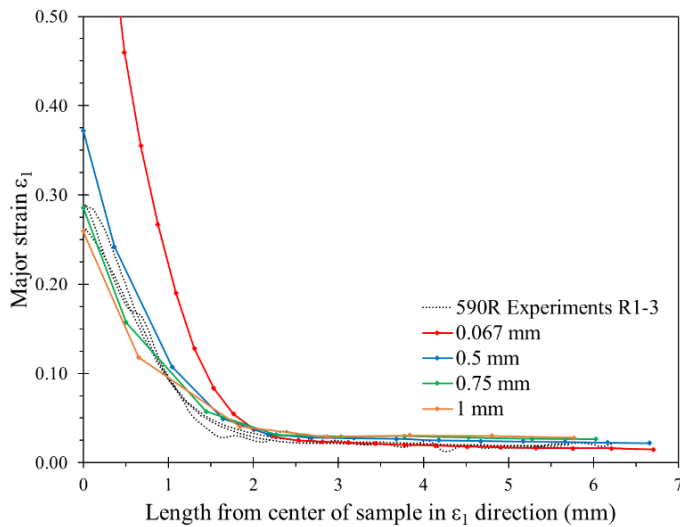 Major strain ε₁
0.50
0.40
0.30
0.20
0.10
0.00
590R Experiments R1-3
0.067 mm
0.5 mm
0.75 mm
1 mm
0 1 2 3 4 5 6 7
Length from center of sample in ε₁ direction (mm)